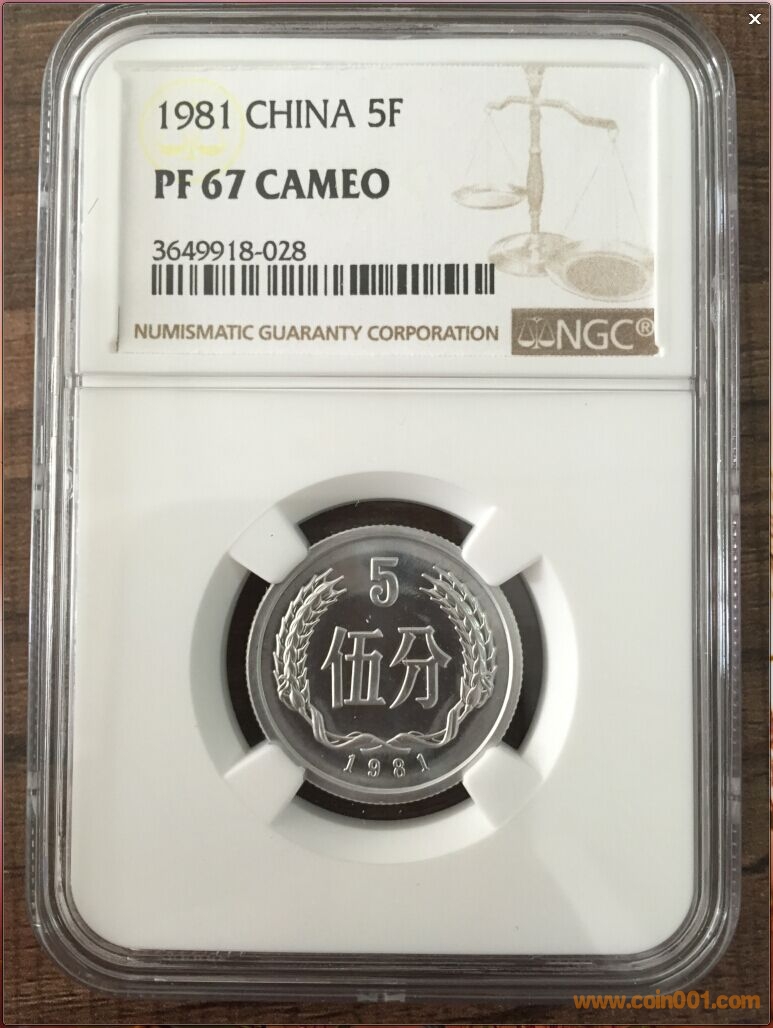 1981 CHINA 5F
PF 67 CAMEO
3649918-028
NUMISMATIC GUARANTY CORPORATION
NGC®
5
伍分
1981
www.coin001.com